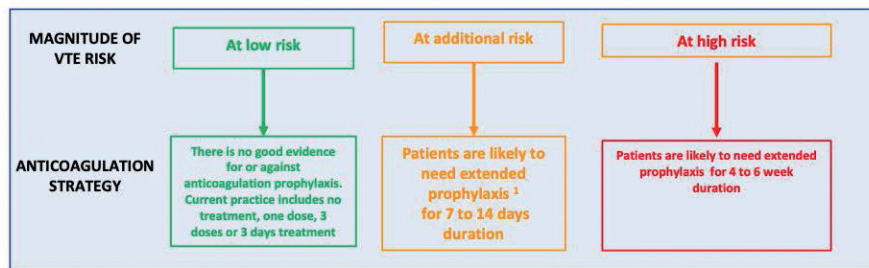 MAGNITUDE OF
VTE RISK
At low risk
At additional risk
At high risk
ANTICOAGULATION
STRATEGY
There is no good evidence
for or against
anticoagulation prophylaxis.
Current practice includes no
treatment, one dose, 3
doses or 3 days treatment
Patients are likely to
need extended
prophylaxis 1
for 7 to 14 days
duration
Patients are likely to need extended
prophylaxis for 4 to 6 week
duration